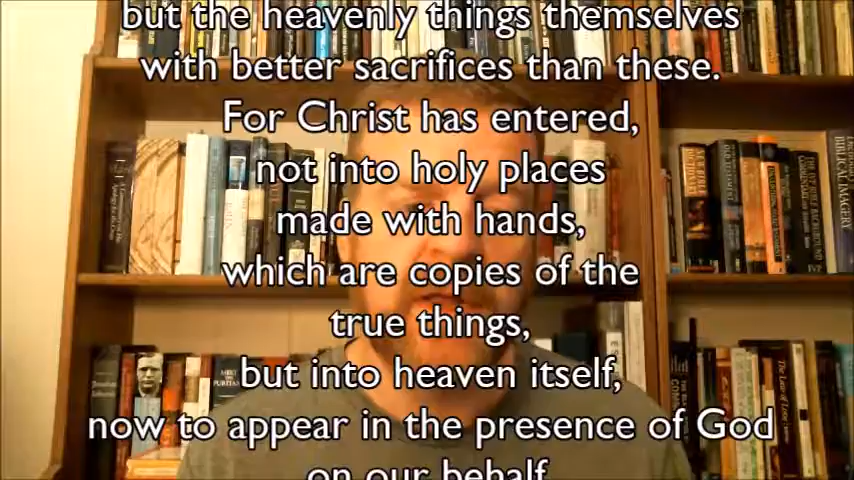 but the heavenly things themselves
with better sacrifices than these.
For Christ has entered,
not into holy places
made with hands,
which are copies of the
true things,
but into heaven itself,
now to appear in the presence of God
on our behalf.
BIBLICAL IMAGERY